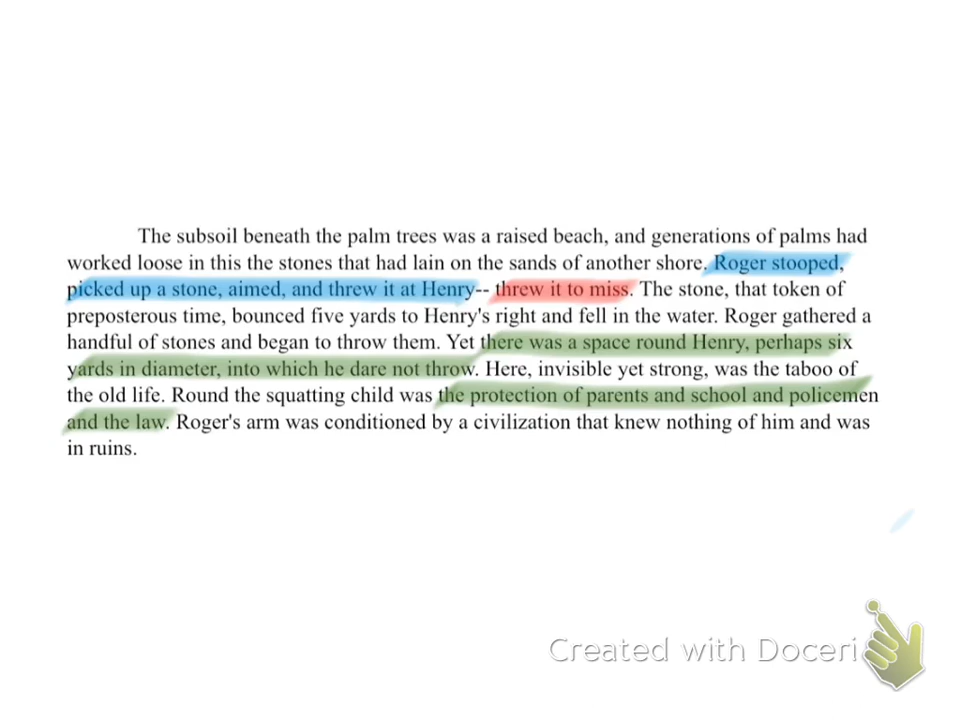 The subsoil beneath the palm trees was a raised beach, and generations of palms had
worked loose in this the stones that had lain on the sands of another shore. Roger stooped,
picked up a stone, aimed, and threw it at Henry-- threw it to miss. The stone, that token of
preposterous time, bounced five yards to Henry's right and fell in the water. Roger gathered a
handful of stones and began to throw them. Yet there was a space round Henry, perhaps six
yards in diameter, into which he dare not throw. Here, invisible yet strong, was the taboo of
the old life. Round the squatting child was the protection of parents and school and policemen
and the law. Roger's arm was conditioned by a civilization that knew nothing of him and was
in ruins.
Created with Doceri